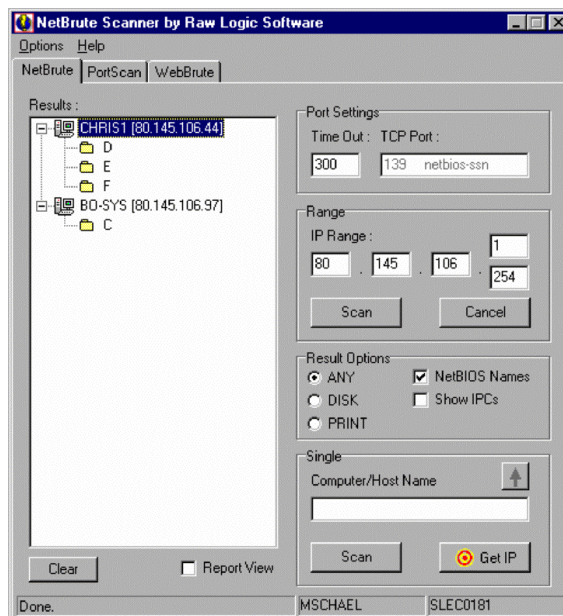 NetBrute Scanner by Raw Logic Software
Options Help
NetBrute PortScan WebBrute
Results :
CHRIS1 [80.145.106.44]
D
E
F
BO-SYS [80.145.106.97]
C
Clear
Report View
Port Settings
Time Out : TCP Port :
300 139 netbios-ssn
Range
IP Range :
80 . 145 . 106 . 1
254
Scan Cancel
Result Options
ANY NetBIOS Names
DISK Show IPCs
PRINT
Single
Computer/Host Name
Scan Get IP
Done. MSCHAEL SLEC0181